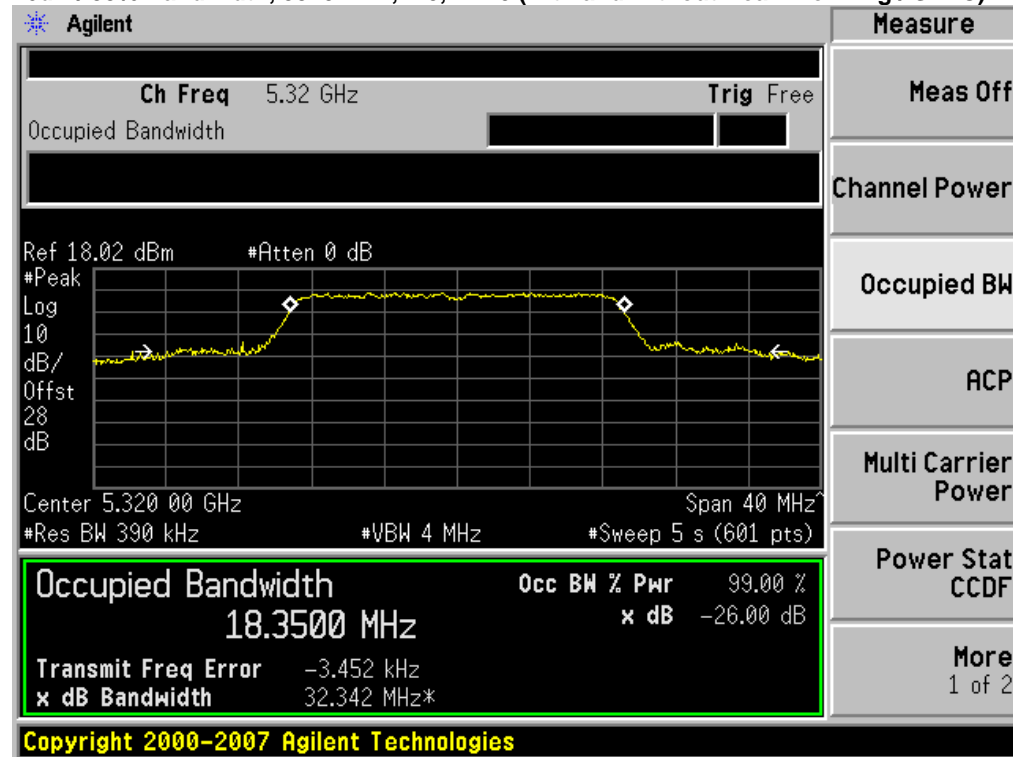 Agilent
Measure
Ch Freq 5.32 GHz Trig Free
Occupied Bandwidth
Meas Off
Channel Power
Occupied BW
ACP
Multi Carrier
Power
Power Stat
CCDF
More
1 of 2
Ref 18.02 dBm #Atten 0 dB
#Peak
Log
10
dB/
Offst
28
dB
Center 5.320 00 GHz Span 40 MHz^
#Res BW 390 kHz #VBW 4 MHz #Sweep 5 s (601 pts)
Occupied Bandwidth
18.3500 MHz
Occ BW % Pwr 99.00 %
x dB -26.00 dB
Transmit Freq Error -3.452 kHz
x dB Bandwidth 32.342 MHz*
Copyright 2000-2007 Agilent Technologies